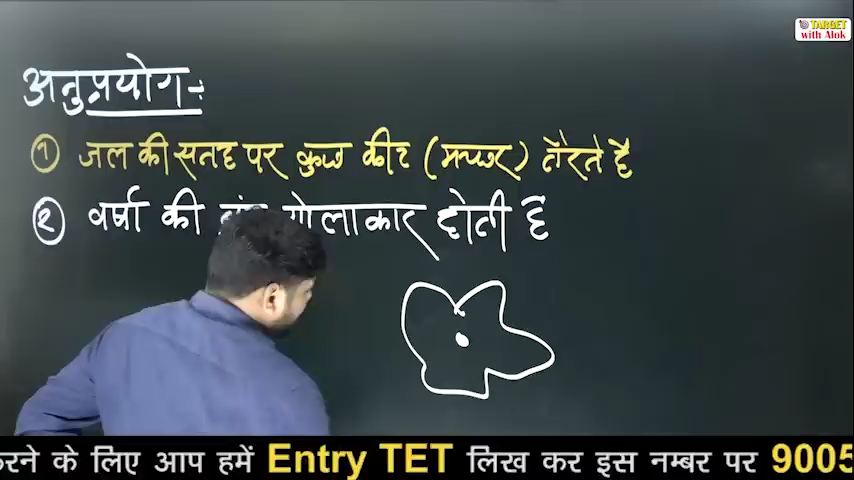 TARGET
with Alok
अनुप्रयोग:-
① जल की सतह पर कुछ कीट (मच्छर) तैरते है
② वर्षा की गोलाकार होती है
करने के लिए आप हमें Entry TET लिख कर इस नम्बर पर 9005